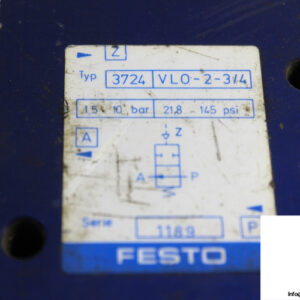 Z
Typ 3724 VLO-2-3/4
1.5 - 10 bar 21,8 - 145 psi
A
Z
A P
Serie 1189 P
FESTO